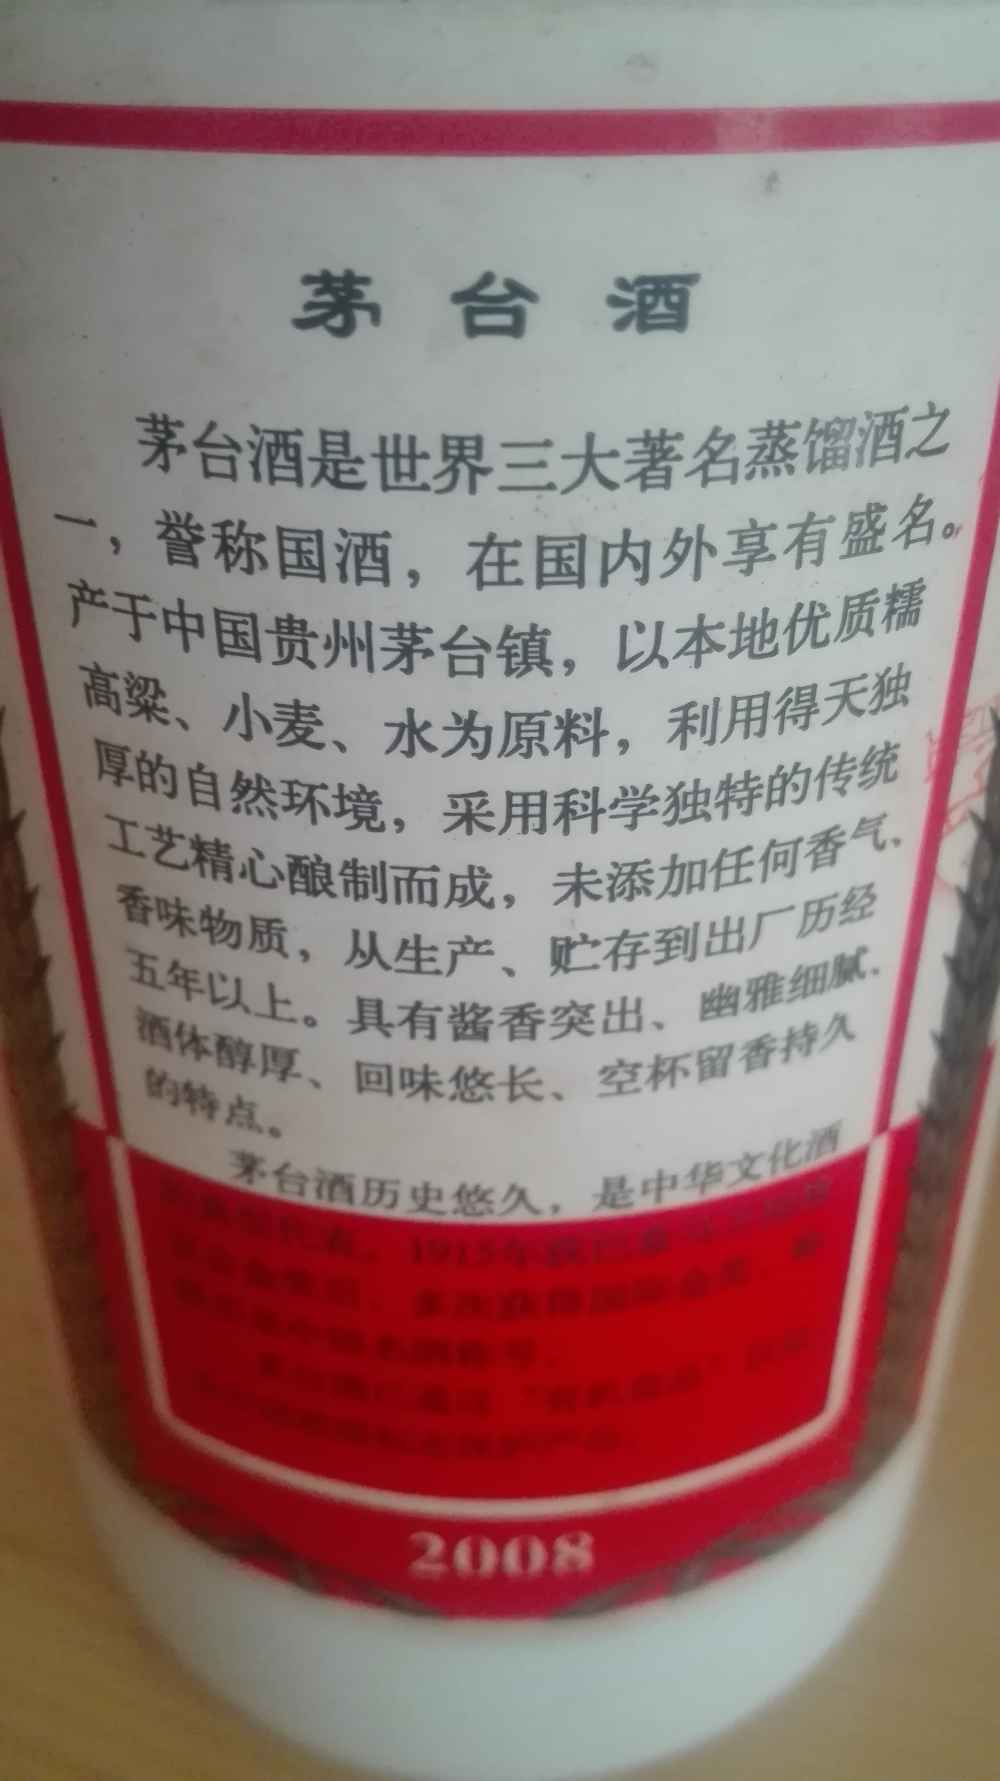 茅台酒
茅台酒是世界三大著名蒸馏酒之
一，誉称国酒，在国内外享有盛名。
产于中国贵州茅台镇，以本地优质糯
高粱、小麦、水为原料，利用得天独
厚的自然环境，采用科学独特的传统
工艺精心酿制而成，未添加任何香气、
香味物质，从生产、贮存到出厂历经
五年以上。具有酱香突出、幽雅细腻、
酒体醇厚、回味悠长、空杯留香持久
的特点。
茅台酒历史悠久，是中华文化酒
1915年
2008